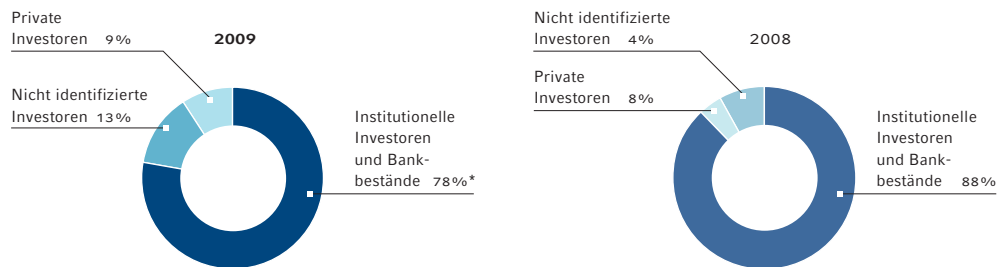 Private
Investoren 9%
2009
Nicht identifizierte
Investoren 13%
Institutionelle
Investoren
und Bank-
bestände 78%*
Nicht identifizierte
Investoren 4%
2008
Private
Investoren 8%
Institutionelle
Investoren
und Bank-
bestände 88%